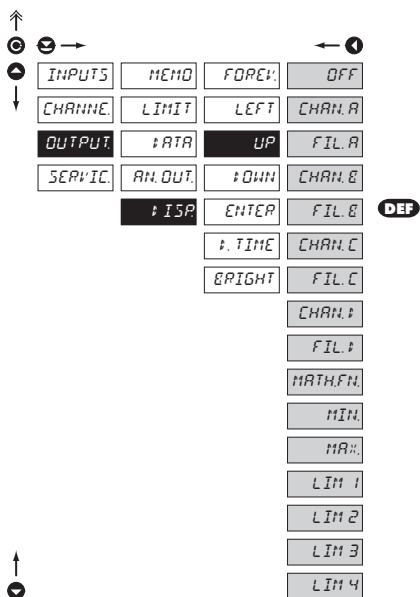 INPUTS MEMO FOREV. OFF
CHANNE. LIMIT LEFT CHAN. A
OUTPUT. DATA UP FIL. A
SERVIC. AN. OUT. DOWN CHAN. B
DISP. ENTER FIL. B DEF
D. TIME CHAN. C
BRIGHT FIL. C
CHAN. D
FIL. D
MATH.FN.
MIN.
MAX.
LIM 1
LIM 2
LIM 3
LIM 4